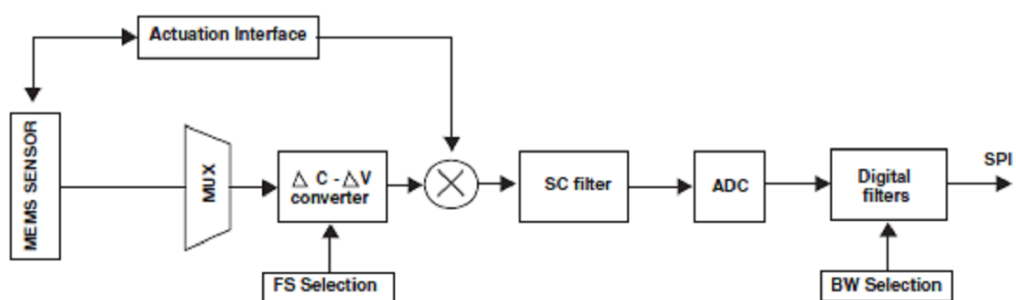 Actuation Interface
MEMS SENSOR
MUX
△ C - △V
converter
SC filter
ADC
Digital
filters
SPI
FS Selection
BW Selection